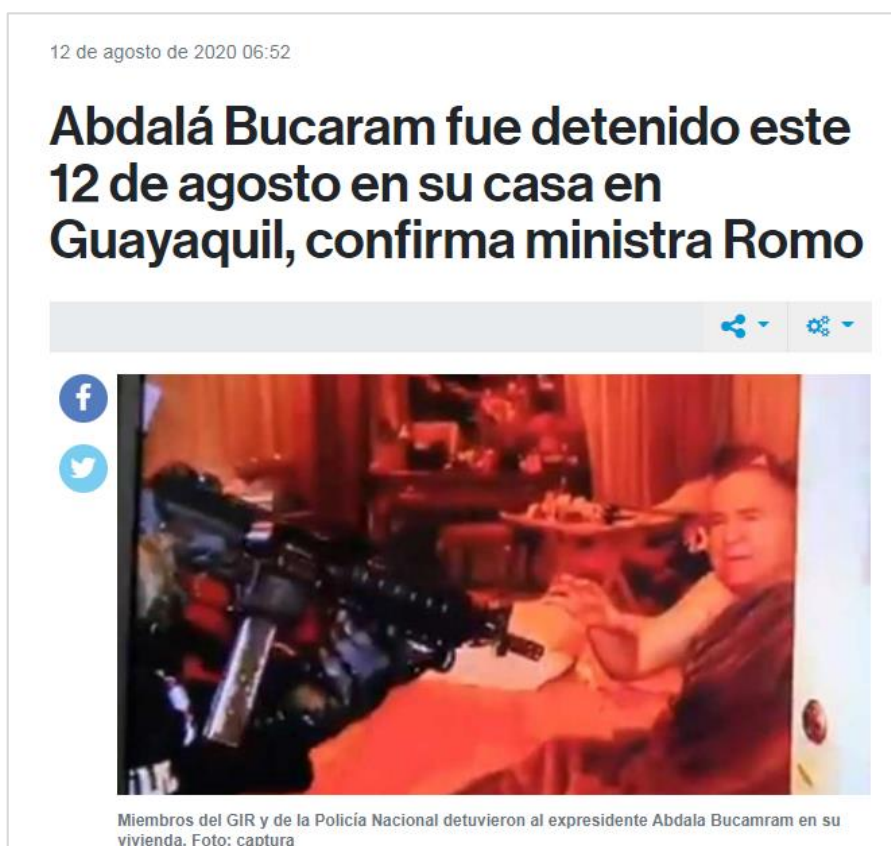 12 de agosto de 2020 06:52
Abdalá Bucaram fue detenido este
12 de agosto en su casa en
Guayaquil, confirma ministra Romo
Miembros del GIR y de la Policía Nacional detuvieron al expresidente Abdala Bucamram en su
vivienda. Foto: captura